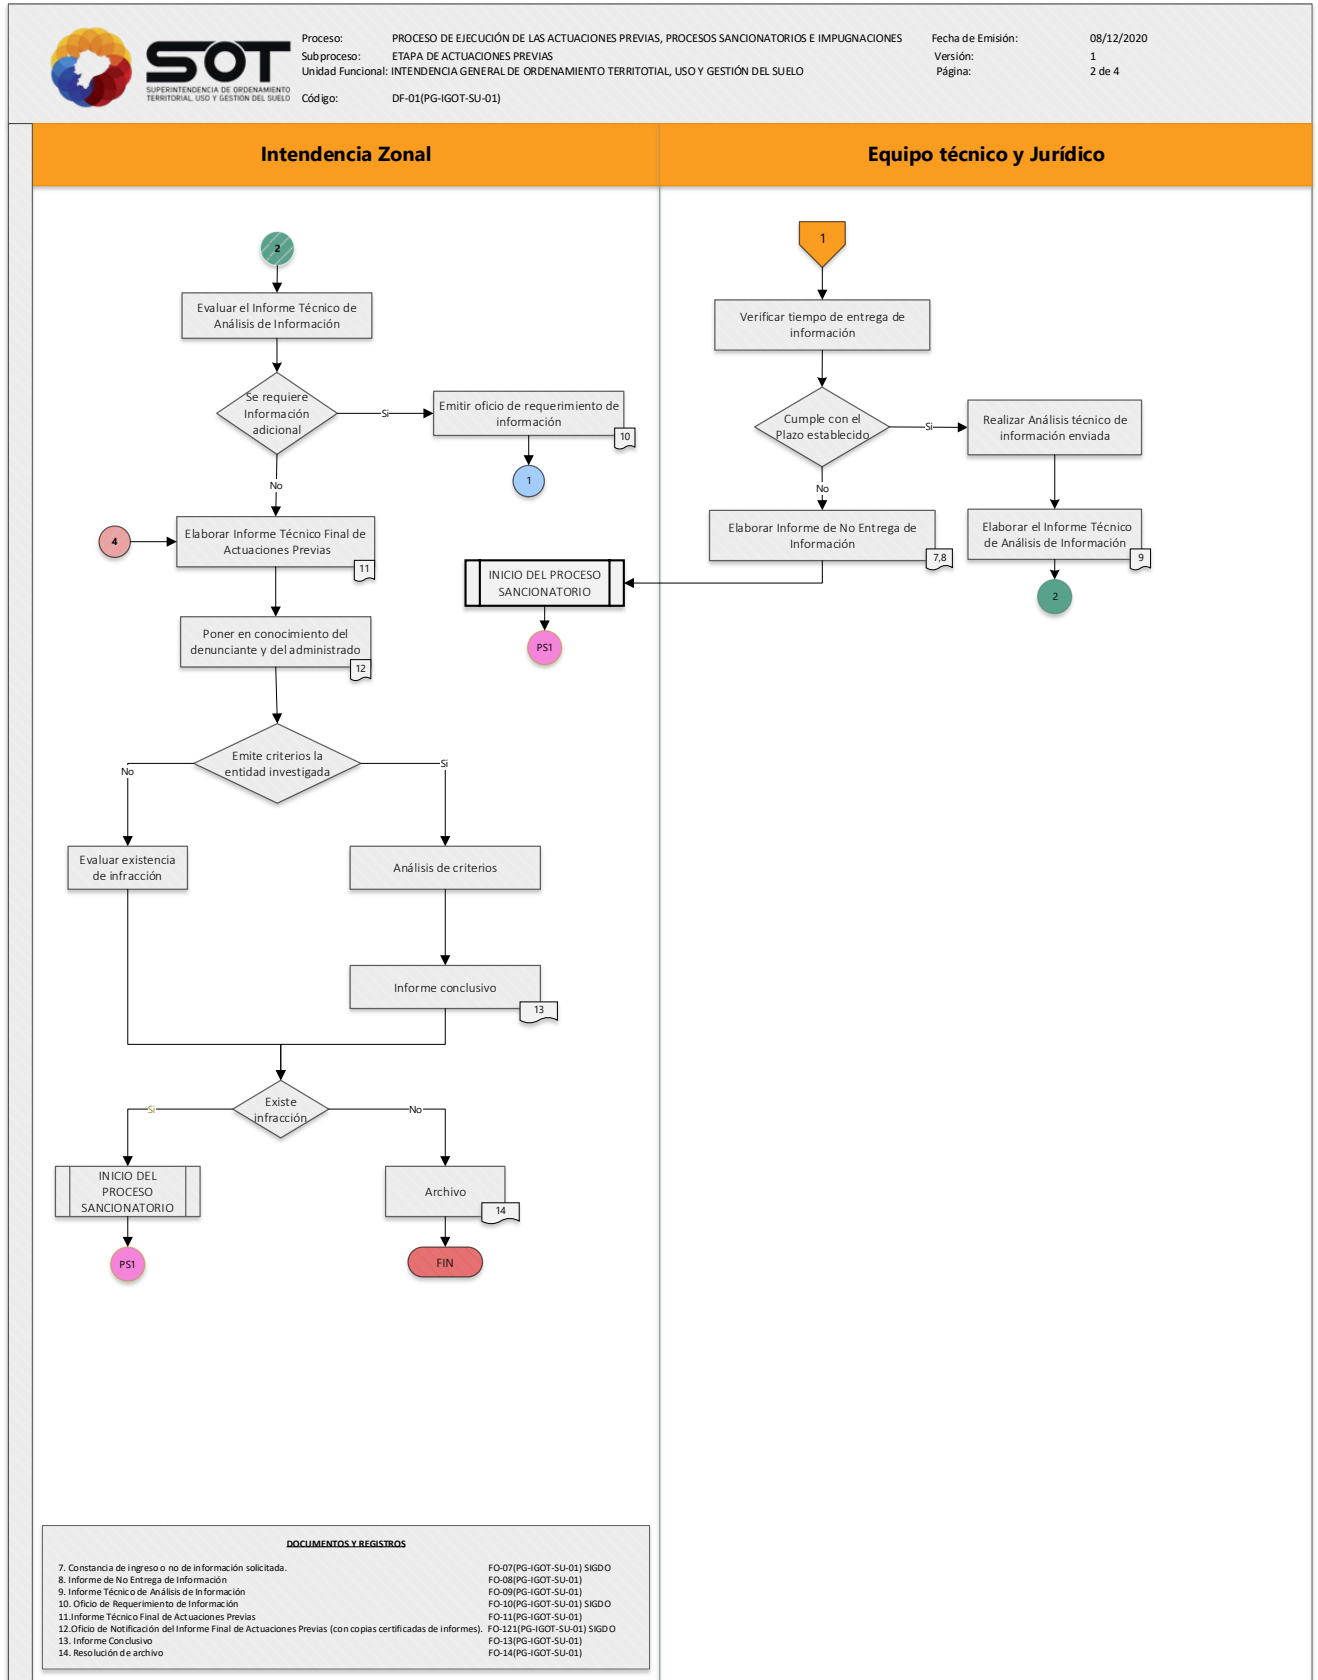 SOT
SUPERINTENDENCIA DE ORDENAMIENTO
TERRITORIAL, USO Y GESTIÓN DEL SUELO
Proceso: PROCESO DE EJECUCIÓN DE LAS ACTUACIONES PREVIAS, PROCESOS SANCIONATORIOS E IMPUGNACIONES
Subproceso: ETAPA DE ACTUACIONES PREVIAS
Unidad Funcional: INTENDENCIA GENERAL DE ORDENAMIENTO TERRITOTIAL, USO Y GESTIÓN DEL SUELO
Código: DF-01(PG-IGOT-SU-01)
Fecha de Emisión: 08/12/2020
Versión: 1
Página: 2 de 4
Intendencia Zonal
Equipo técnico y Jurídico
2
Evaluar el Informe Técnico de
Análisis de Información
Se requiere
Información
adicional
Si
Emitir oficio de requerimiento de
información
10
1
No
4
Elaborar Informe Técnico Final de
Actuaciones Previas
11
Poner en conocimiento del
denunciante y del administrado
12
Emite criterios la
entidad investigada
No
Si
Evaluar existencia
de infracción
Análisis de criterios
Informe conclusivo
13
Existe
infracción
Si
No
INICIO DEL
PROCESO
SANCIONATORIO
PS1
Archivo
14
FIN
1
Verificar tiempo de entrega de
información
Cumple con el
Plazo establecido
Si
Realizar Análisis técnico de
información enviada
No
Elaborar Informe de No Entrega de
Información
7,8
Elaborar el Informe Técnico
de Análisis de Información
9
2
INICIO DEL PROCESO
SANCIONATORIO
PS1
DOCUMENTOS Y REGISTROS
7. Constancia de ingreso o no de información solicitada. FO-07(PG-IGOT-SU-01) SIGDO
8. Informe de No Entrega de Información FO-08(PG-IGOT-SU-01)
9. Informe Técnico de Análisis de Información FO-09(PG-IGOT-SU-01)
10. Oficio de Requerimiento de Información FO-10(PG-IGOT-SU-01) SIGDO
11.Informe Técnico Final de Actuaciones Previas FO-11(PG-IGOT-SU-01)
12.Oficio de Notificación del Informe Final de Actuaciones Previas (con copias certificadas de informes). FO-121(PG-IGOT-SU-01) SIGDO
13. Informe Conclusivo FO-13(PG-IGOT-SU-01)
14. Resolución de archivo FO-14(PG-IGOT-SU-01)